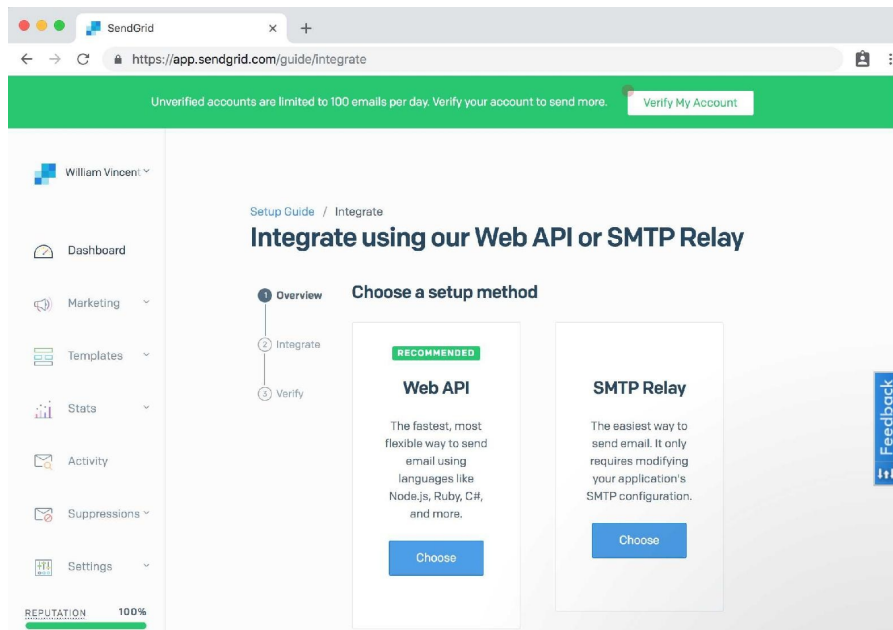 SendGrid
https://app.sendgrid.com/guide/integrate
Unverified accounts are limited to 100 emails per day. Verify your account to send more.
Verify My Account
William Vincent
Setup Guide / Integrate
Integrate using our Web API or SMTP Relay
Dashboard
Marketing
Templates
Stats
Activity
Suppressions
Settings
REPUTATION 100%
1 Overview
2 Integrate
3 Verify
Choose a setup method
RECOMMENDED
Web API
The fastest, most
flexible way to send
email using
languages like
Node.js, Ruby, C#,
and more.
Choose
SMTP Relay
The easiest way to
send email. It only
requires modifying
your application's
SMTP configuration.
Choose
Feedback